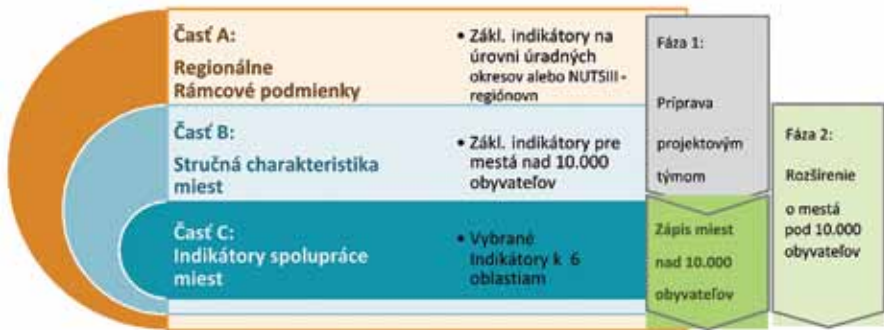 Časť A:
Regionálne
Rámcové podmienky
• Zákl. indikátory na
úrovni úradných
okresov alebo NUTSIII -
regiónovn
Časť B:
Stručná charakteristika
miest
• Zákl. indikátory pre
mestá nad 10.000
obyvateľov
Časť C:
Indikátory spolupráce
miest
• Vybrané
Indikátory k 6
oblastiam
Fáza 1:
Príprava
projektovým
týmom
Zápis miest
nad 10.000
obyvateľov
Fáza 2:
Rozšírenie
o mestá
pod 10.000
obyvateľov